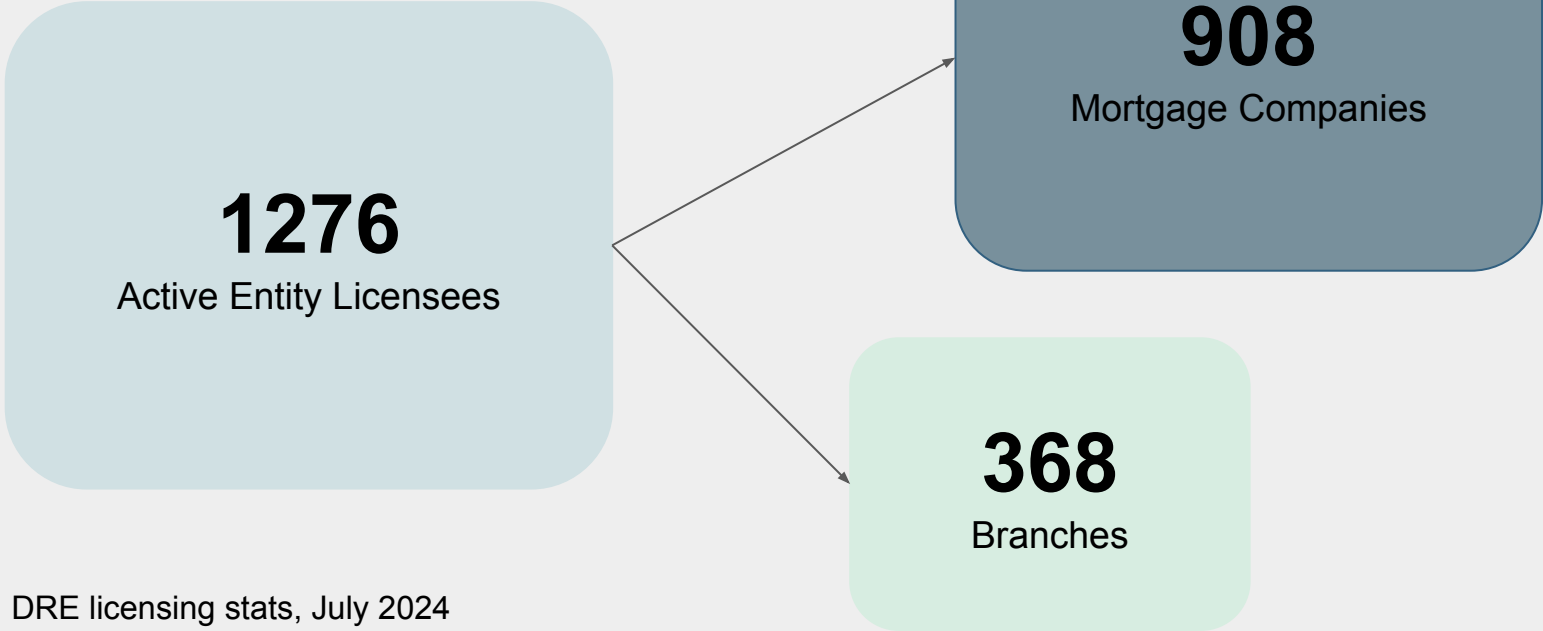 1276
Active Entity Licensees
908
Mortgage Companies
368
Branches
DRE licensing stats, July 2024